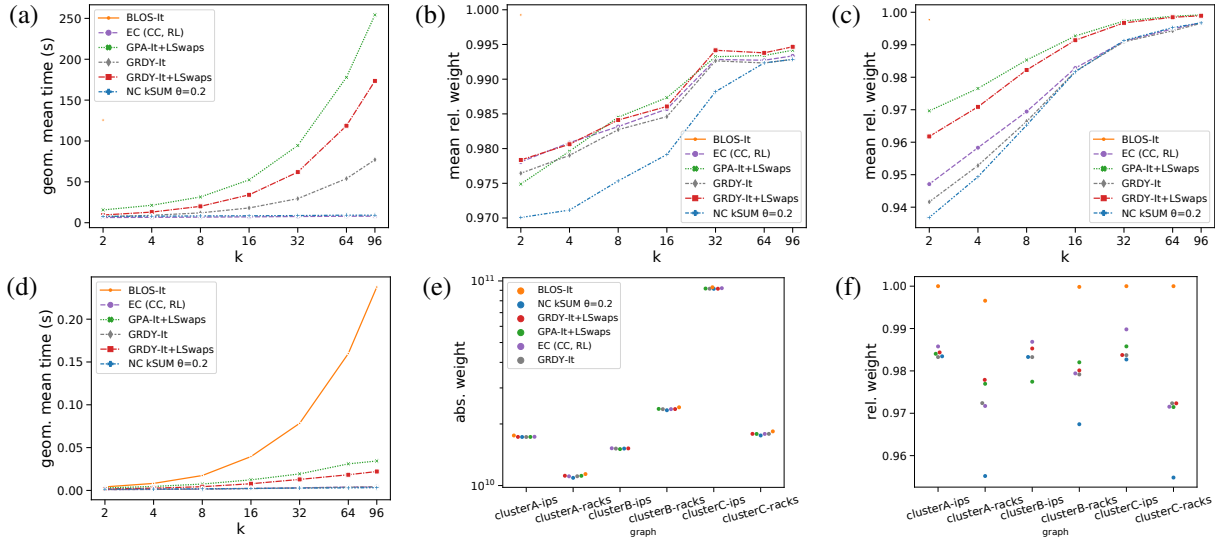 (a)
geom. mean time (s)
250
200
150
100
50
0
2 4 8 16 32 64 96
k
BLOS-It
EC (CC, RL)
GPA-It+LSwaps
GRDY-It
GRDY-It+LSwaps
NC kSUM θ=0.2
(b)
mean rel. weight
1.000
0.995
0.990
0.985
0.980
0.975
0.970
2 4 8 16 32 64 96
k
BLOS-It
EC (CC, RL)
GPA-It+LSwaps
GRDY-It
GRDY-It+LSwaps
NC kSUM θ=0.2
(c)
mean rel. weight
1.00
0.99
0.98
0.97
0.96
0.95
0.94
2 4 8 16 32 64 96
k
BLOS-It
EC (CC, RL)
GPA-It+LSwaps
GRDY-It
GRDY-It+LSwaps
NC kSUM θ=0.2
(d)
geom. mean time (s)
0.20
0.15
0.10
0.05
0.00
2 4 8 16 32 64 96
k
BLOS-It
EC (CC, RL)
GPA-It+LSwaps
GRDY-It
GRDY-It+LSwaps
NC kSUM θ=0.2
(e)
abs. weight
10¹¹
10¹⁰
BLOS-It
NC kSUM θ=0.2
GRDY-It+LSwaps
GPA-It+LSwaps
EC (CC, RL)
GRDY-It
clusterA-ips
clusterA-racks
clusterB-ips
clusterB-racks
clusterC-ips
clusterC-racks
graph
(f)
rel. weight
1.00
0.99
0.98
0.97
0.96
clusterA-ips
clusterA-racks
clusterB-ips
clusterB-racks
clusterC-ips
clusterC-racks
graph